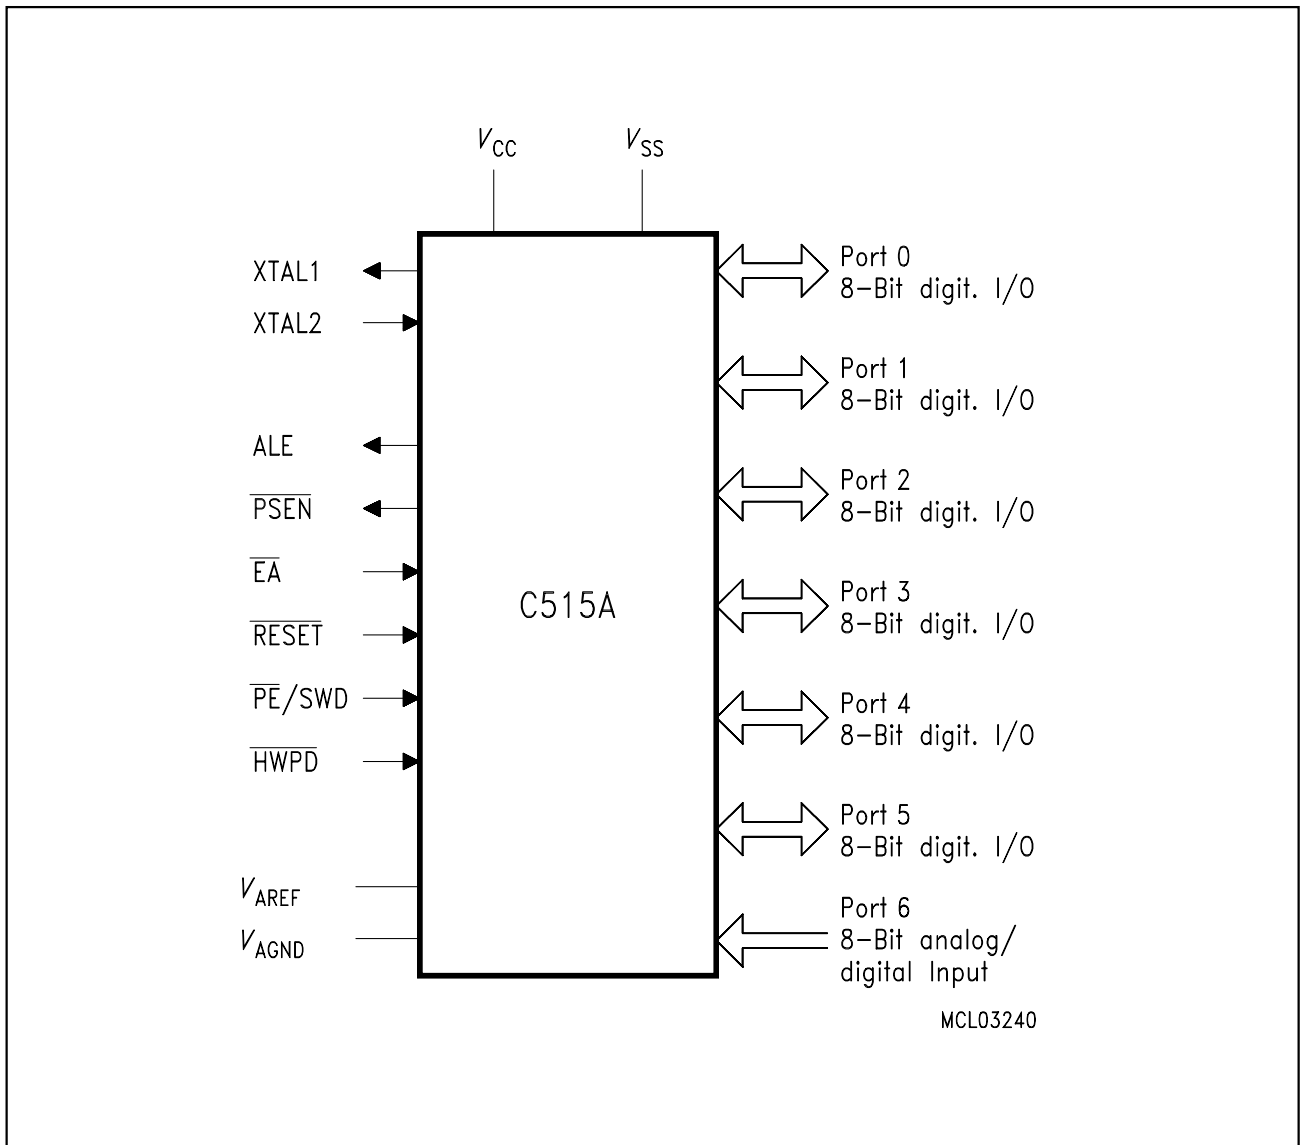 VCC
VSS
XTAL1
XTAL2
ALE
PSEN
EA
RESET
PE/SWD
HWPD
VAREF
VAGND
C515A
Port 0
8-Bit digit. I/O
Port 1
8-Bit digit. I/O
Port 2
8-Bit digit. I/O
Port 3
8-Bit digit. I/O
Port 4
8-Bit digit. I/O
Port 5
8-Bit digit. I/O
Port 6
8-Bit analog/
digital Input
MCL03240